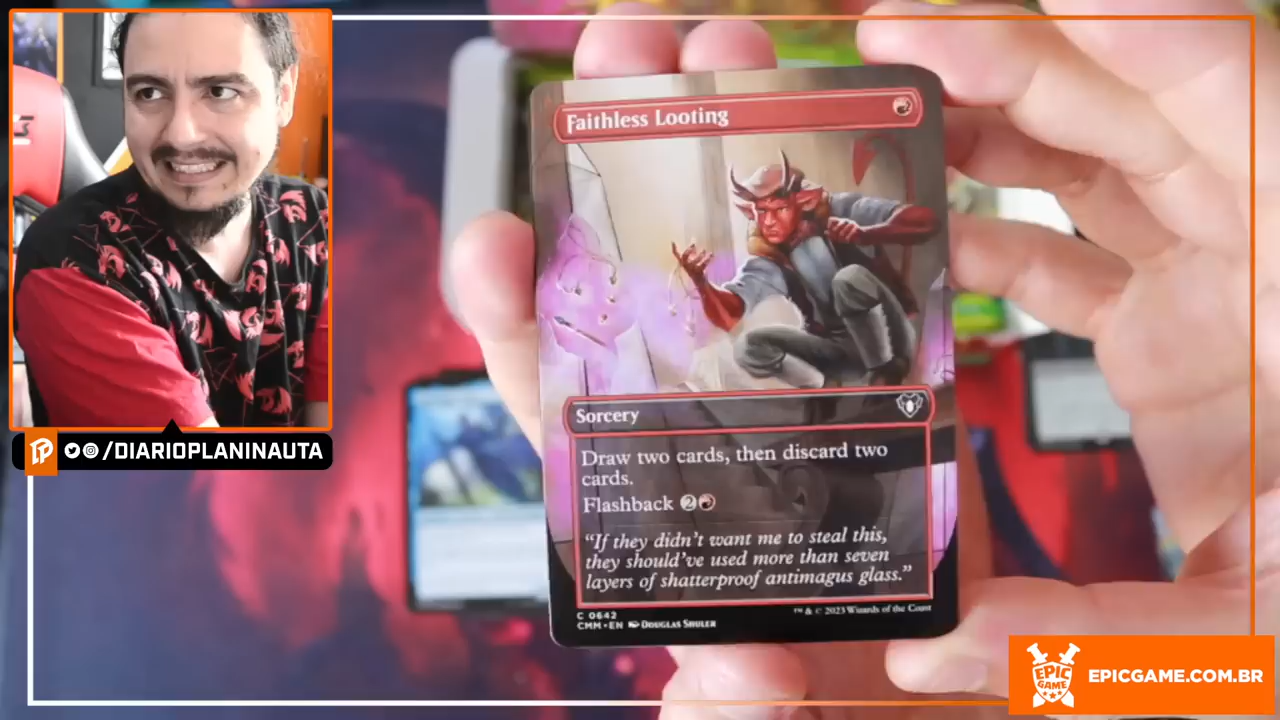 Faithless Looting
Sorcery
Draw two cards, then discard two
cards.
Flashback 2
“If they didn’t want me to steal this,
they should’ve used more than seven
layers of shatterproof antimagus glass.”
C 0642
CMM • EN DOUGLAS SHULER
™ & © 2023 Wizards of the Coast
/DIARIOPLANINAUTA
EPIC
GAME
EPICGAME.COM.BR